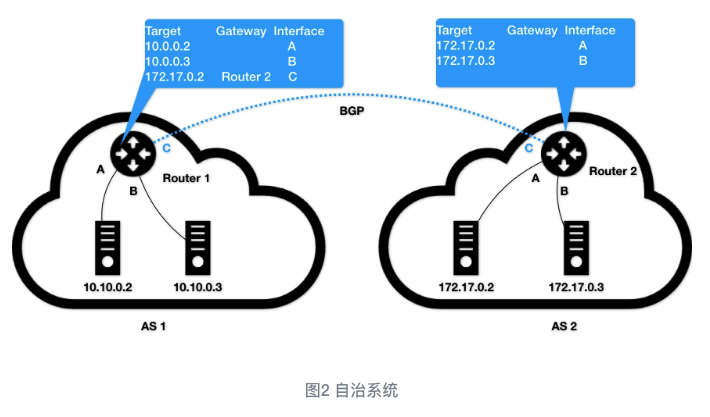 Target Gateway Interface
10.0.0.2 A
10.0.0.3 B
172.17.0.2 Router 2 C
Target Gateway Interface
172.17.0.2 A
172.17.0.3 B
BGP
C
C
A
Router 1
B
A
Router 2
B
10.10.0.2
10.10.0.3
172.17.0.2
172.17.0.3
AS 1
AS 2
图2 自治系统